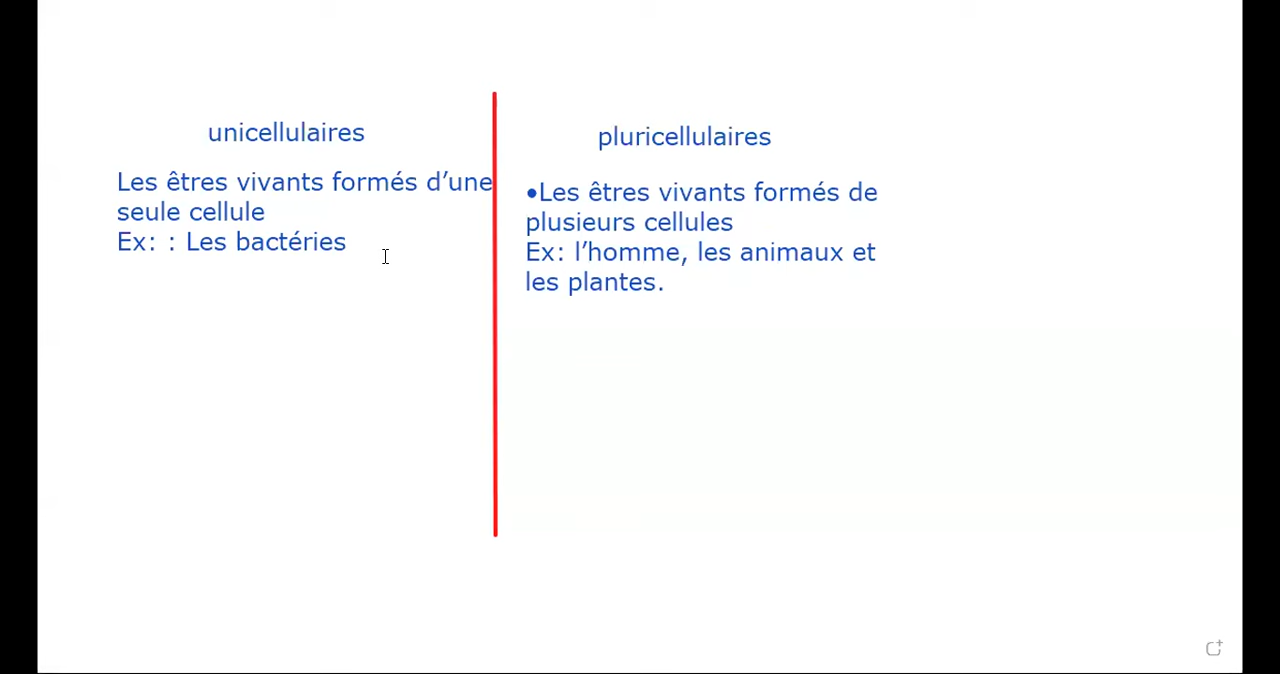 unicellulaires
Les êtres vivants formés d’une
seule cellule
Ex: : Les bactéries
pluricellulaires
•Les êtres vivants formés de
plusieurs cellules
Ex: l’homme, les animaux et
les plantes.